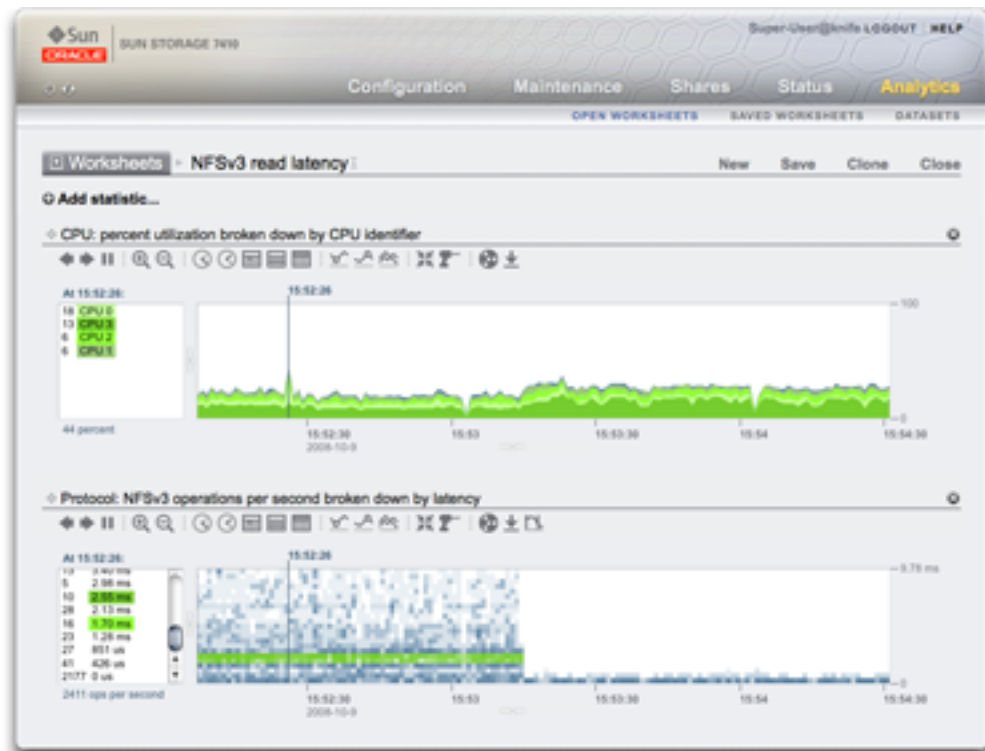 Sun
ORACLE
SUN STORAGE 7410
Super-User@knife LOGOUT HELP
Configuration Maintenance Shares Status Analytics
OPEN WORKSHEETS SAVED WORKSHEETS DATASETS
Worksheets NFSv3 read latency
New Save Clone Close
Add statistic...
CPU: percent utilization broken down by CPU identifier
At 15:52:26:
15:52:26
18 CPU 0
13 CPU 3
6 CPU 2
6 CPU 1
100
0
44 percent
15:52:30 15:53 15:53:30 15:54 15:54:30
2008-10-9
Protocol: NFSv3 operations per second broken down by latency
At 15:52:26:
15:52:26
13 3.40 ms
5 2.98 ms
10 2.55 ms
28 2.13 ms
16 1.70 ms
23 1.28 ms
27 851 us
41 426 us
2177 0 us
9.78 ms
0
2411 ops per second
15:52:30 15:53 15:53:30 15:54 15:54:30
2008-10-9